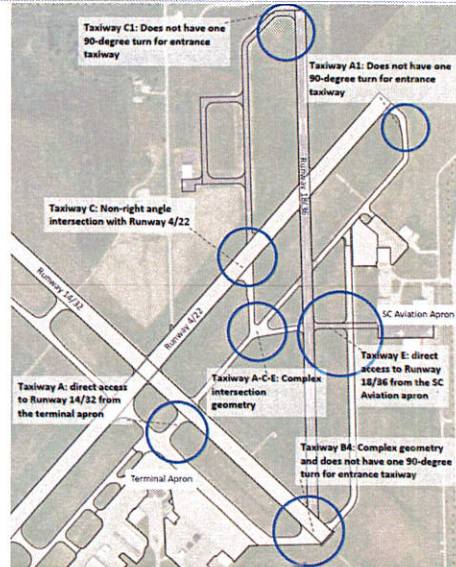 Taxiway C1: Does not have one
90-degree turn for entrance
taxiway
Taxiway A1: Does not have one
90-degree turn for entrance
taxiway
Runway 18/36
Taxiway C: Non-right angle
intersection with Runway 4/22
Runway 14/32
Runway 4/22
SC Aviation Apron
Taxiway A: direct access
to Runway 14/32 from
the terminal apron
Taxiway A-C-E: Complex
intersection
geometry
Taxiway E: direct
access to Runway
18/36 from the SC
Aviation apron
Terminal Apron
Taxiway B4: Complex geometry
and does not have one 90-degree
turn for entrance taxiway